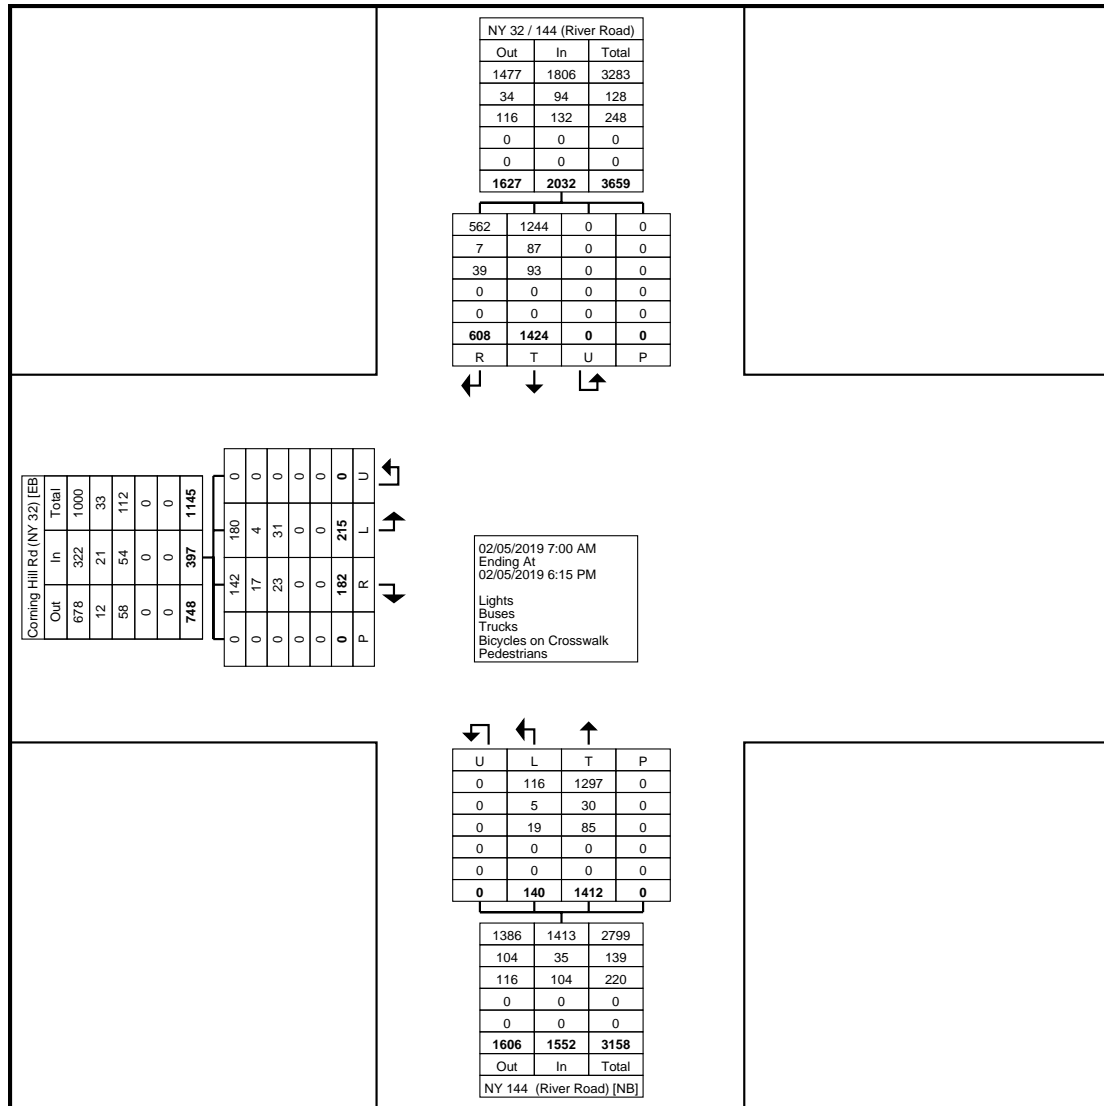 NY 32 / 144 (River Road)
Out In Total
1477 1806 3283
34 94 128
116 132 248
0 0 0
0 0 0
1627 2032 3659
562 1244 0 0
7 87 0 0
39 93 0 0
0 0 0 0
0 0 0 0
608 1424 0 0
R T U P
Corning Hill Rd (NY 32) [EB
Out In Total
678 322 1000
12 21 33
58 54 112
0 0 0
0 0 0
748 397 1145
0 142 180 0
0 17 4 0
0 23 31 0
0 0 0 0
0 0 0 0
0 182 215 0
P R L U
02/05/2019 7:00 AM
Ending At
02/05/2019 6:15 PM
Lights
Buses
Trucks
Bicycles on Crosswalk
Pedestrians
U L T P
0 116 1297 0
0 5 30 0
0 19 85 0
0 0 0 0
0 0 0 0
0 140 1412 0
1386 1413 2799
104 35 139
116 104 220
0 0 0
0 0 0
1606 1552 3158
Out In Total
NY 144 (River Road) [NB]